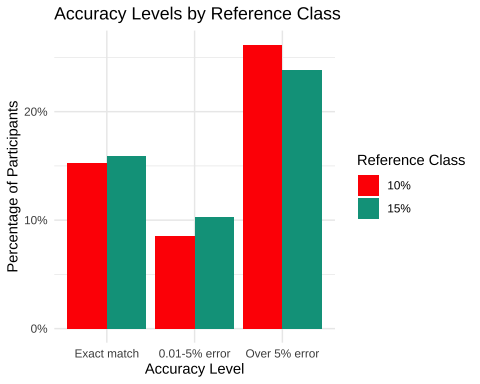 Accuracy Levels by Reference Class
Percentage of Participants
20%
10%
0%
Exact match
0.01-5% error
Over 5% error
Accuracy Level
Reference Class
10%
15%